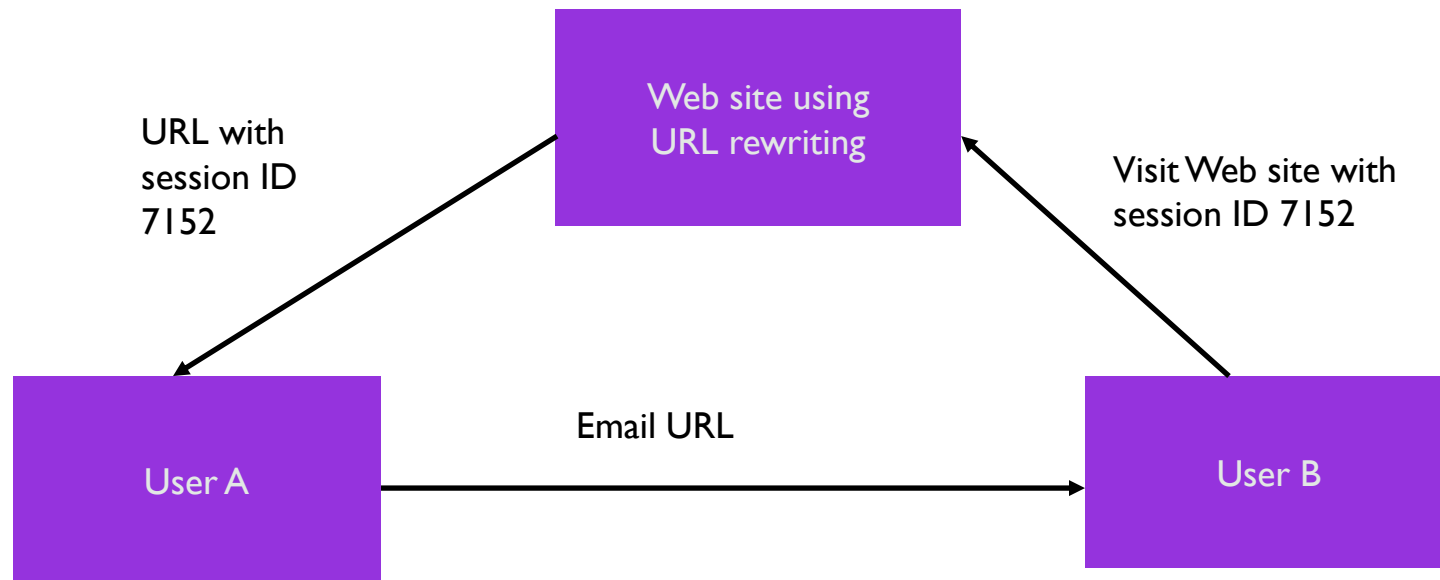 Web site using
URL rewriting
URL with
session ID
7152
Visit Web site with
session ID 7152
Email URL
User A
User B